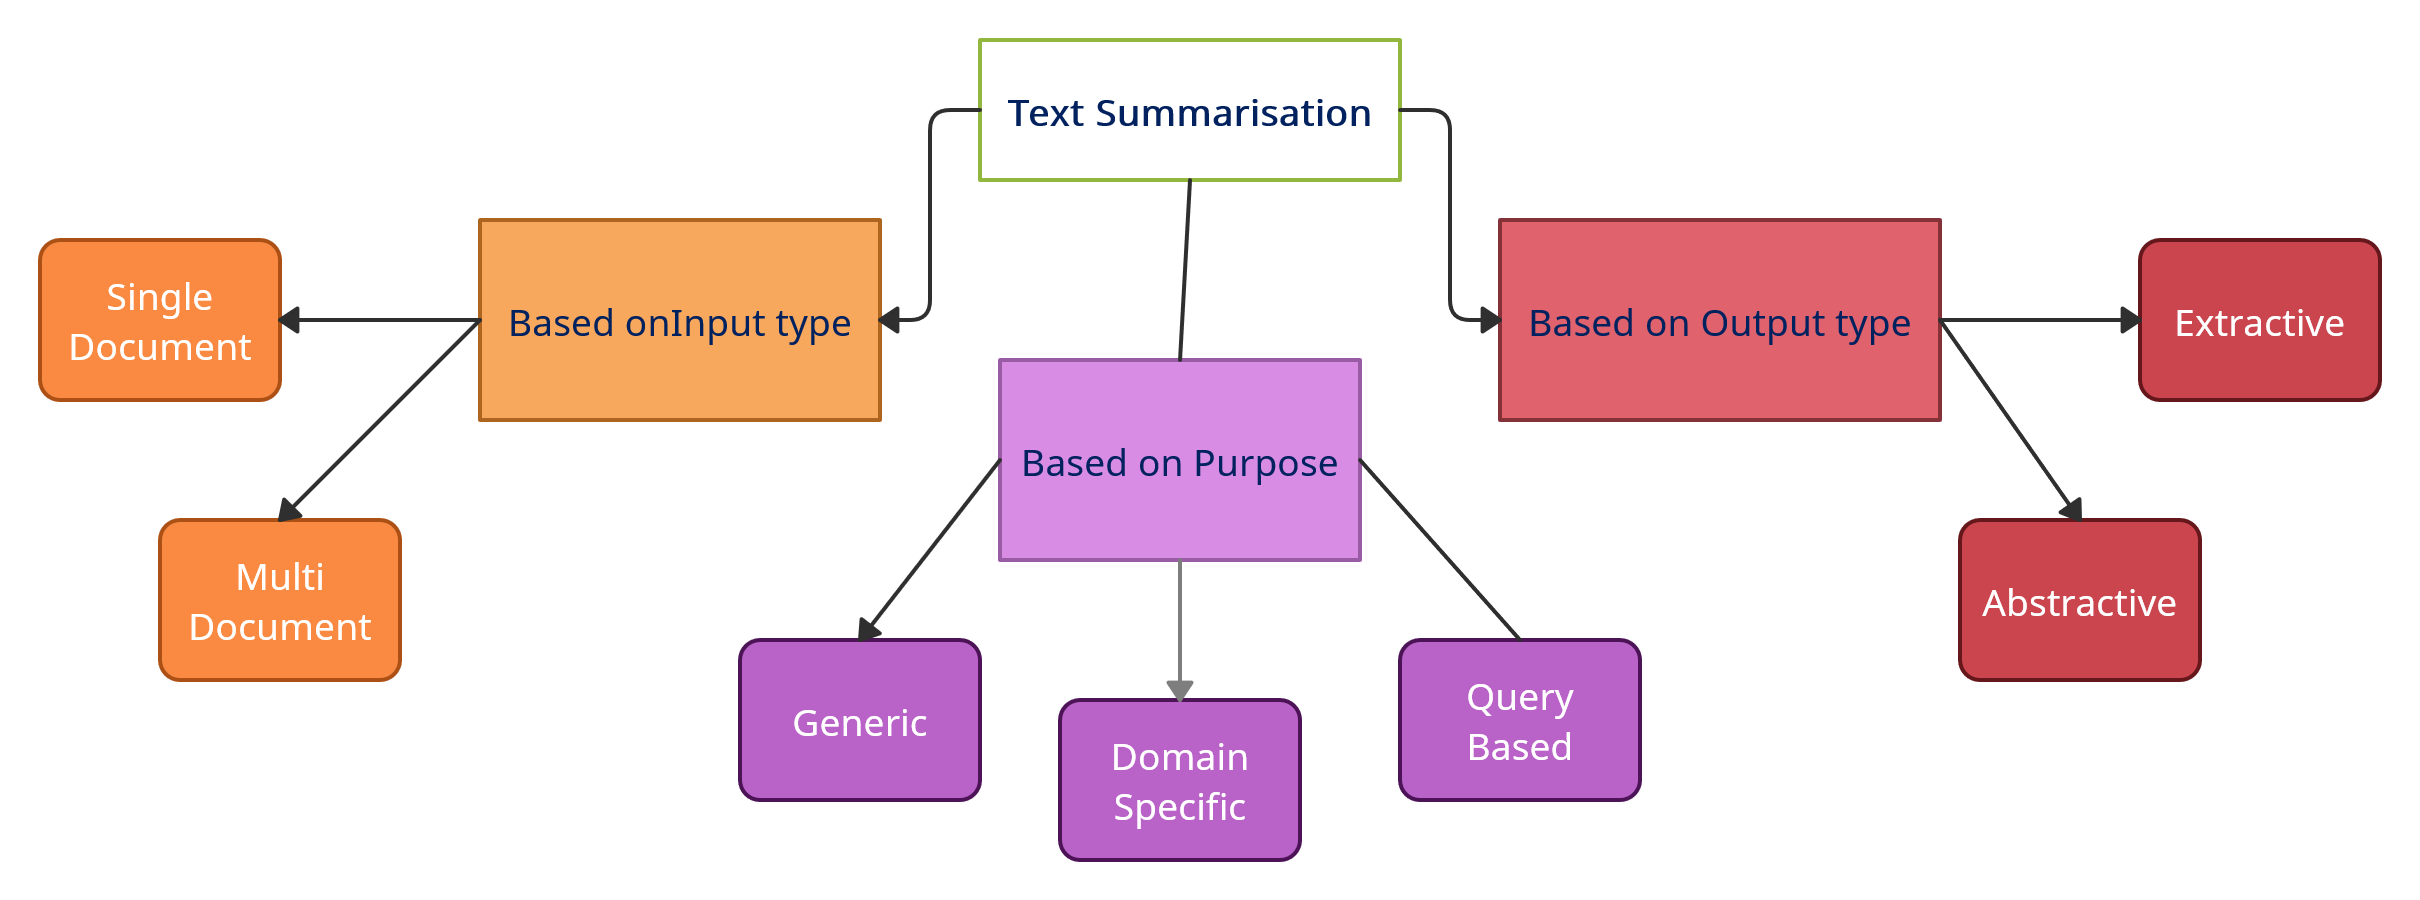 Text Summarisation
Based onInput type
Single
Document
Multi
Document
Based on Purpose
Generic
Domain
Specific
Query
Based
Based on Output type
Extractive
Abstractive